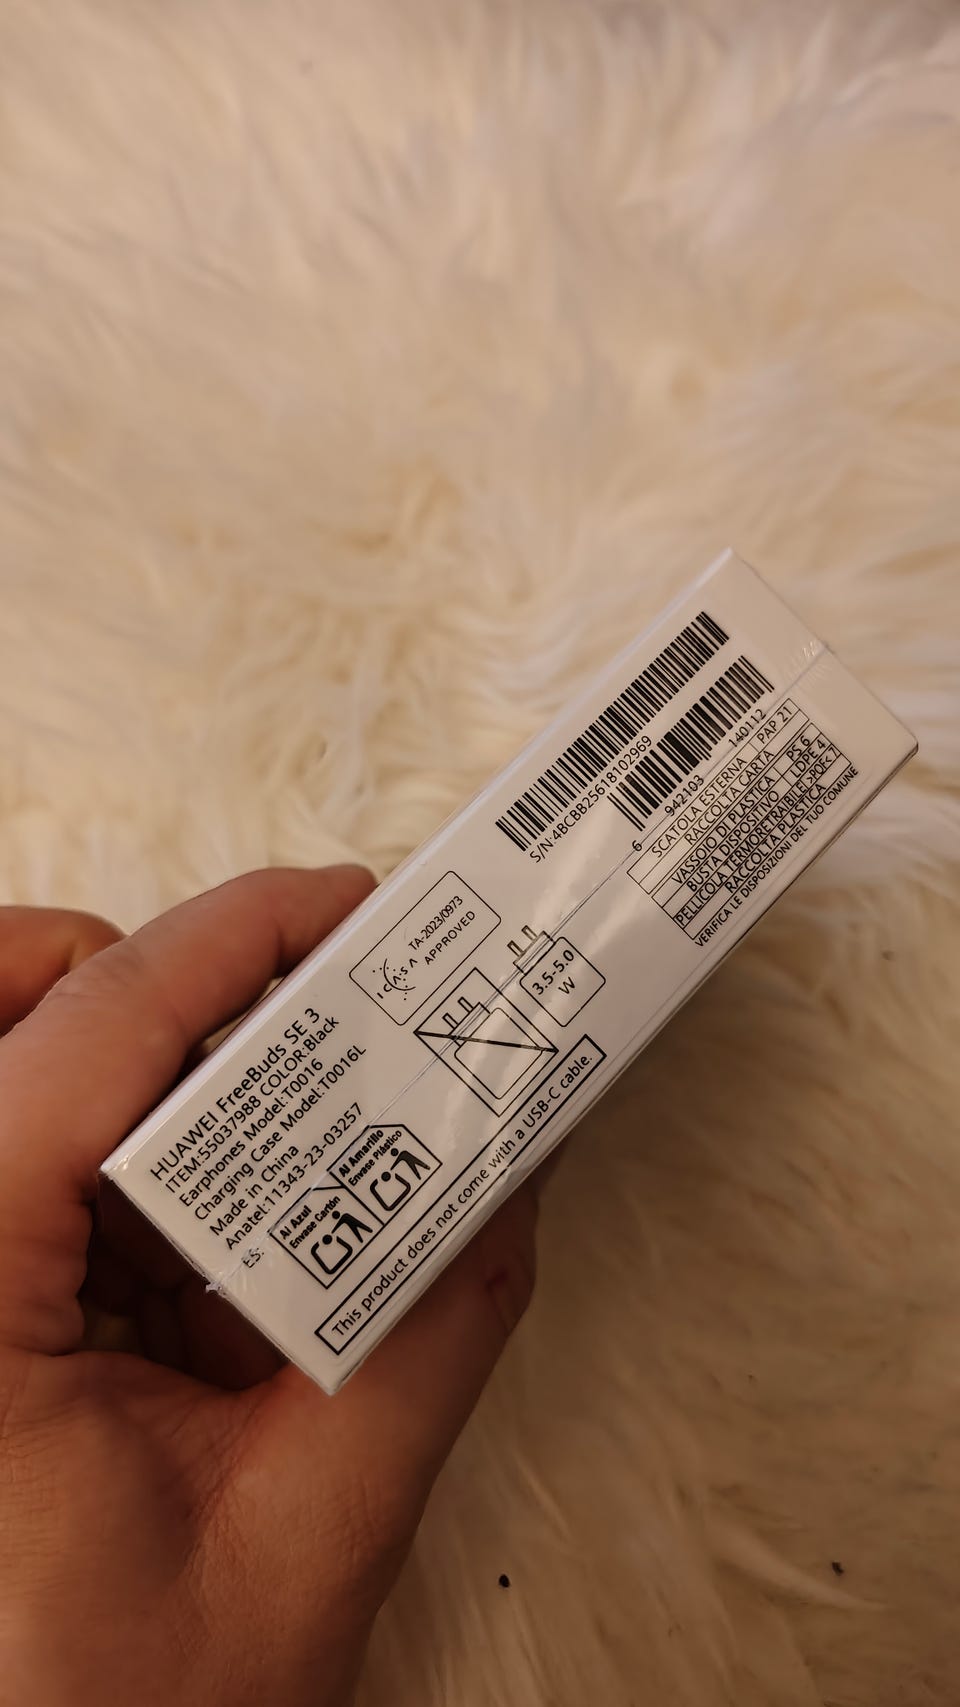 HUAWEI FreeBuds SE 3
ITEM:55037988 COLOR:Black
Earphones Model:T0016
Charging Case Model:T0016L
Made in China
Anatel:11343-23-03257
ES:
Al Azul
Envase Cartón
Al Amarillo
Envase Plástico
This product does not come with a USB-C cable.
ICASA
TA-2023/0973
APPROVED
3.5-5.0
W
S/N:4BCBB25618102969
6 942103 140112
SCATOLA ESTERNA PAP 21
RACCOLTA CARTA
VASSOIO DI PLASTICA PS 6
BUSTA DISPOSITIVO LDPE 4
PELLICOLA TERMORETRAIBILE >POF< 7
RACCOLTA PLASTICA
VERIFICA LE DISPOSIZIONI DEL TUO COMUNE